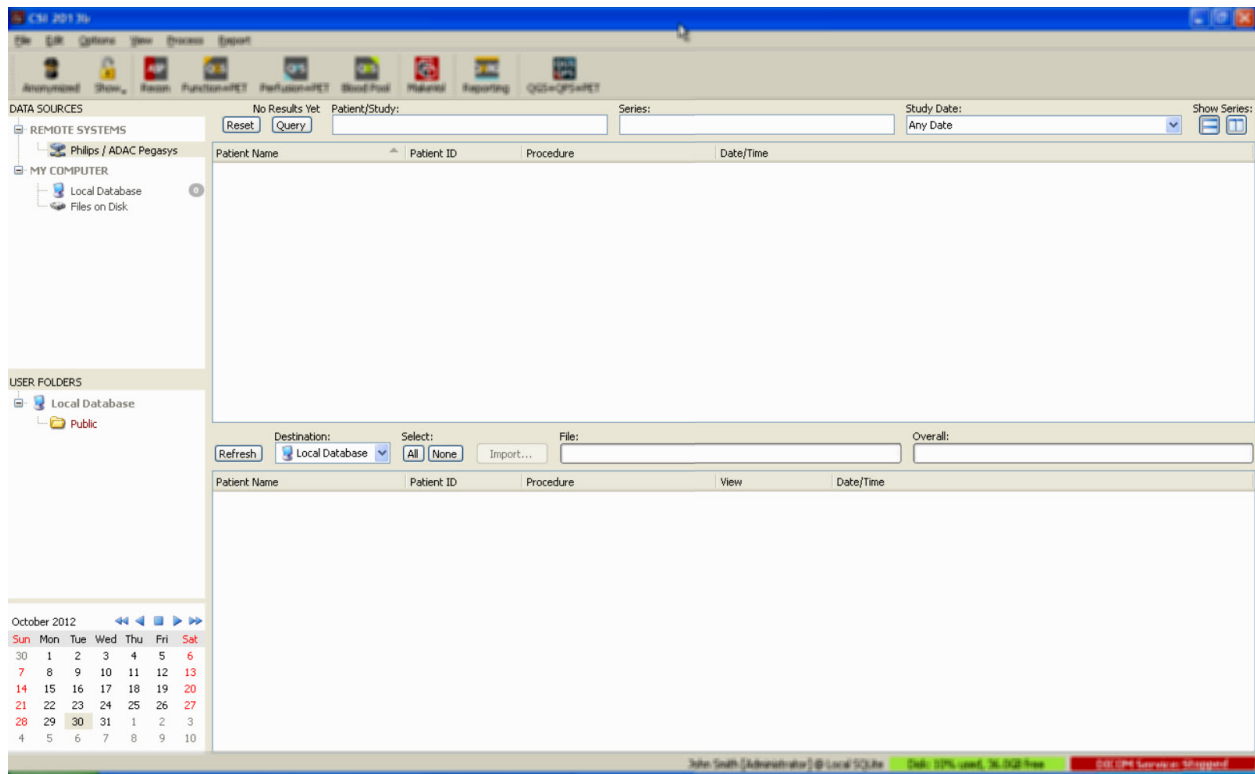 CSI 2013b
File Edit Options View Process Export
Anonymized Show Recon Function+PET Perfusion+PET Blood Pool Material Reporting QGS+QPS+PET
DATA SOURCES
No Results Yet Patient/Study: Series: Study Date: Show Series:
Reset Query Any Date
REMOTE SYSTEMS
Philips / ADAC Pegasys
Patient Name Patient ID Procedure Date/Time
MY COMPUTER
Local Database 0
Files on Disk
USER FOLDERS
Local Database
Public
Destination: Select: File: Overall:
Refresh Local Database All None Import...
Patient Name Patient ID Procedure View Date/Time
October 2012
Sun Mon Tue Wed Thu Fri Sat
30 1 2 3 4 5 6
7 8 9 10 11 12 13
14 15 16 17 18 19 20
21 22 23 24 25 26 27
28 29 30 31 1 2 3
4 5 6 7 8 9 10
John Smith [Administrator] @ Local SQLite Disk: 10% used, 36.0GB free DICOM Service: Stopped